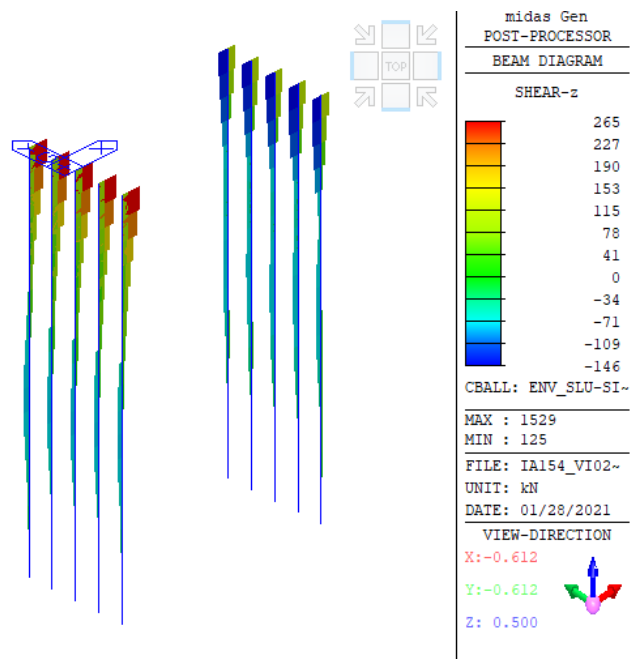 TOP
midas Gen
POST-PROCESSOR
BEAM DIAGRAM
SHEAR-z
265
227
190
153
115
78
41
0
-34
-71
-109
-146
CBALL: ENV_SLU-SI~
MAX : 1529
MIN : 125
FILE: IA154_VI02~
UNIT: kN
DATE: 01/28/2021
VIEW-DIRECTION
X:-0.612
Y:-0.612
Z: 0.500